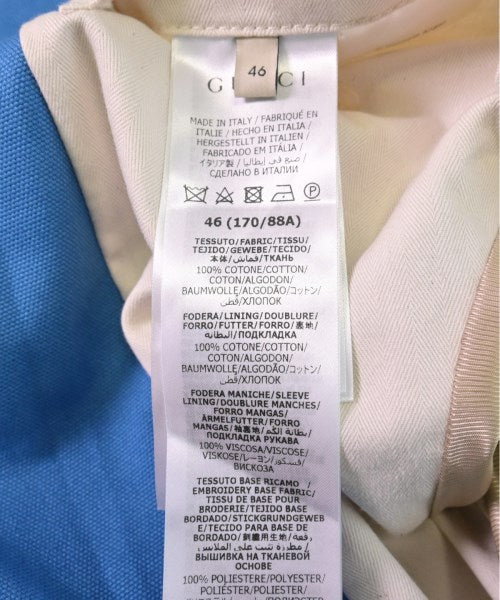 46
MADE IN ITALY / FABRIQUÉ EN
ITALIE / HECHO EN ITALIA /
HERGESTELLT IN ITALIEN /
FABRICADO EM ITÁLIA /
イタリア製 / صنع في إيطاليا /
СДЕЛАНО В ИТАЛИИ
46 (170/88A)
TESSUTO/FABRIC/TISSU/
TEJIDO/GEWEBE/TECIDO/
本体/قماش/ТКАНЬ
100% COTONE/COTTON/
COTON/ALGODON/
BAUMWOLLE/ALGODÃO/コットン/
قطن/ХЛОПОК
FODERA/LINING/DOUBLURE/
FORRO/FUTTER/FORRO/裏地/
البطانة/ПОДКЛАДКА
100% COTONE/COTTON/
COTON/ALGODON/
BAUMWOLLE/ALGODÃO/コットン/
قطن/ХЛОПОК
FODERA MANICHE/SLEEVE
LINING/DOUBLURE MANCHES/
FORRO MANGAS/
ÄRMELFUTTER/FORRO
MANGAS/袖裏地/بطانة الكم/
ПОДКЛАДКА РУКАВА
100% VISCOSA/VISCOSE/
VISKOSE/レーヨン/فسكوز/
ВИСКОЗА
TESSUTO BASE RICAMO/
EMBROIDERY BASE FABRIC/
TISSU DE BASE POUR
BRODERIE/TEJIDO BASE
BORDADO/STICKGRUNDGEWEB
E/TECIDO PARA BASE DO
BORDADO/刺繍使用生地/
مطرزة تثبت على الملابس/
ВЫШИВКА НА ТКАНЕВОЙ
ОСНОВЕ
100% POLIESTERE/POLYESTER/